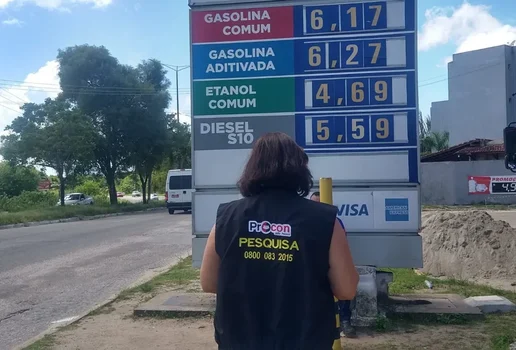 GASOLINA
COMUM
6,17
GASOLINA
ADITIVADA
6,27
ETANOL
COMUM
4,69
DIESEL
S10
5,59
VISA
Procon
PESQUISA
0800 083 2015